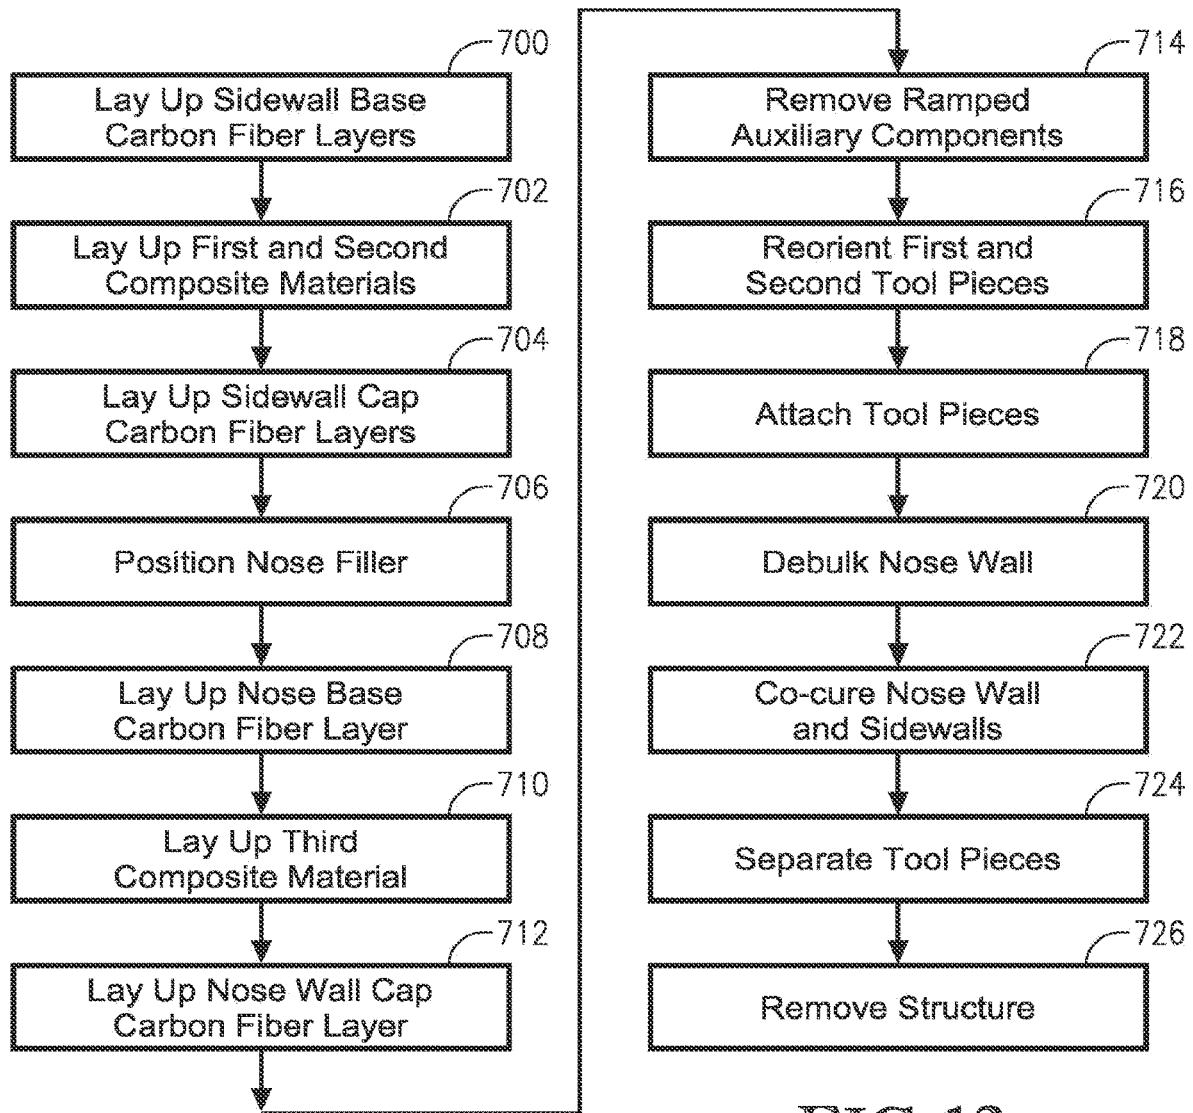 700
Lay Up Sidewall Base
Carbon Fiber Layers
702
Lay Up First and Second
Composite Materials
704
Lay Up Sidewall Cap
Carbon Fiber Layers
706
Position Nose Filler
708
Lay Up Nose Base
Carbon Fiber Layer
710
Lay Up Third
Composite Material
712
Lay Up Nose Wall Cap
Carbon Fiber Layer
714
Remove Ramped
Auxiliary Components
716
Reorient First and
Second Tool Pieces
718
Attach Tool Pieces
720
Debulk Nose Wall
722
Co-cure Nose Wall
and Sidewalls
724
Separate Tool Pieces
726
Remove Structure